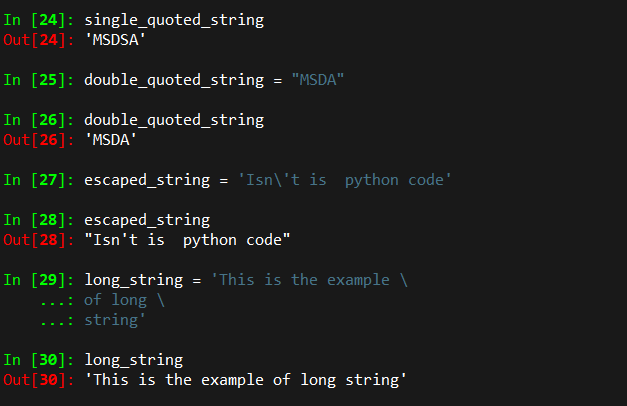 In [24]: single_quoted_string
Out[24]: 'MSDSA'
In [25]: double_quoted_string = "MSDA"
In [26]: double_quoted_string
Out[26]: 'MSDA'
In [27]: escaped_string = 'Isn\'t is  python code'
In [28]: escaped_string
Out[28]: "Isn't is  python code"
In [29]: long_string = 'This is the example \
...: of long \
...: string'
In [30]: long_string
Out[30]: 'This is the example of long string'